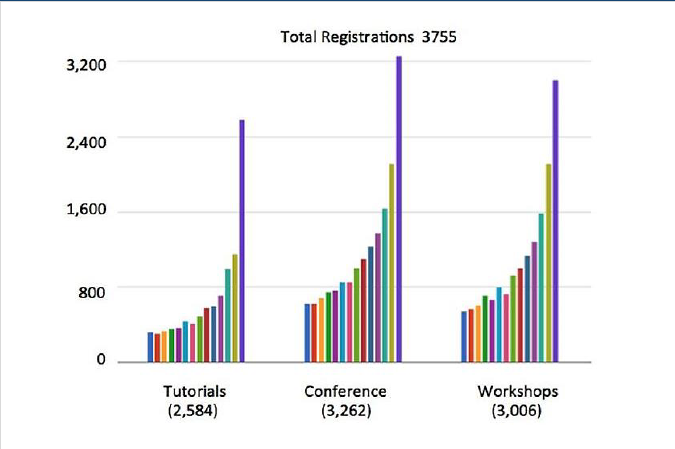 Total Registrations 3755
3,200
2,400
1,600
800
0
Tutorials
(2,584)
Conference
(3,262)
Workshops
(3,006)